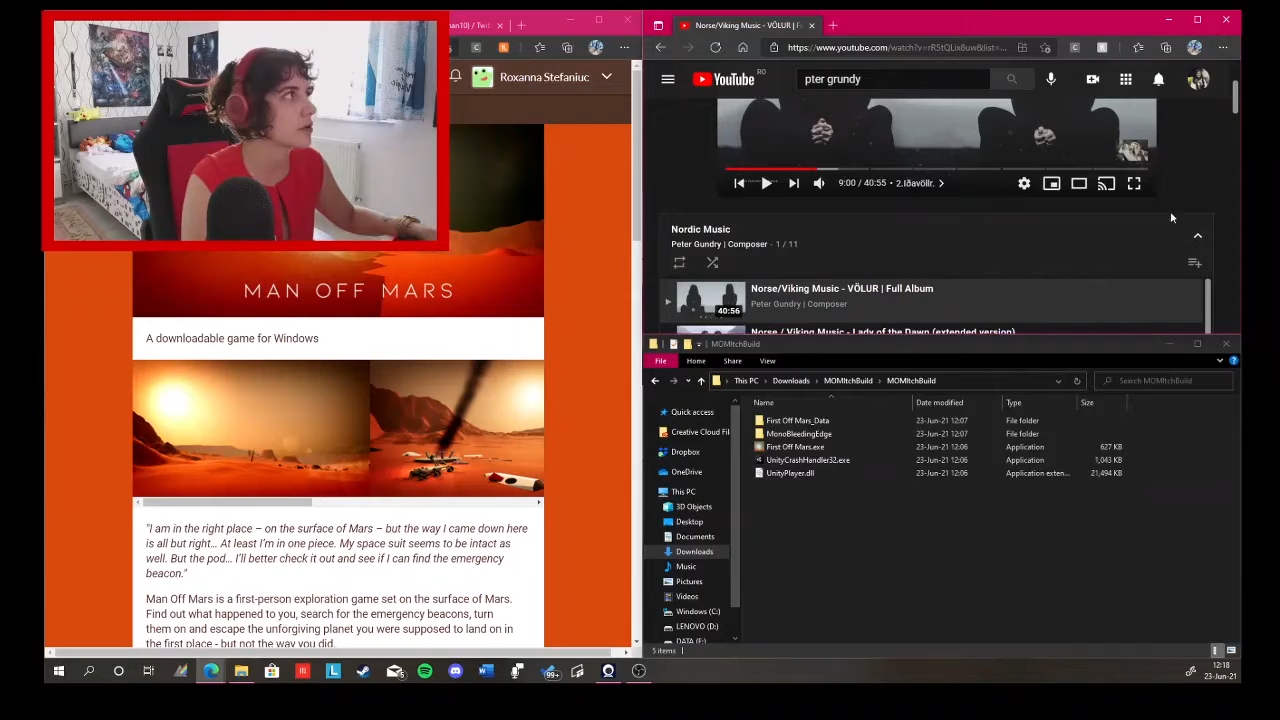 nan10) / Twit
Roxanna Stefaniuc
MAN OFF MARS
A downloadable game for Windows
"I am in the right place – on the surface of Mars – but the way I came down here
is all but right... At least I'm in one piece. My space suit seems to be intact as
well. But the pod... I'll better check it out and see if I can find the emergency
beacon."
Man Off Mars is a first-person exploration game set on the surface of Mars.
Find out what happened to you, search for the emergency beacons, turn
them on and escape the unforgiving planet you were supposed to land on in
the first place - but not the way you did.
Norse/Viking Music - VÖLUR | F
https://www.youtube.com/watch?v=rR5tQLix8uw&list=...
YouTube RO
pter grundy
9:00 / 40:55 • 2.Iðavöllr.
Nordic Music
Peter Gundry | Composer - 1 / 11
Norse/Viking Music - VÖLUR | Full Album
Peter Gundry | Composer
40:56
Norse / Viking Music - Lady of the Dawn (extended version)
MOMItchBuild
File Home Share View
This PC Downloads MOMItchBuild MOMItchBuild
Search MOMItchBuild
Name Date modified Type Size
First Off Mars_Data 23-Jun-21 12:07 File folder
MonoBleedingEdge 23-Jun-21 12:07 File folder
First Off Mars.exe 23-Jun-21 12:06 Application 627 KB
UnityCrashHandler32.exe 23-Jun-21 12:06 Application 1,043 KB
UnityPlayer.dll 23-Jun-21 12:06 Application exten... 21,494 KB
Quick access
Creative Cloud Fil
Dropbox
OneDrive
This PC
3D Objects
Desktop
Documents
Downloads
Music
Pictures
Videos
Windows (C:)
LENOVO (D:)
DATA (F:)
5 items
99+
12:18
23-Jun-21